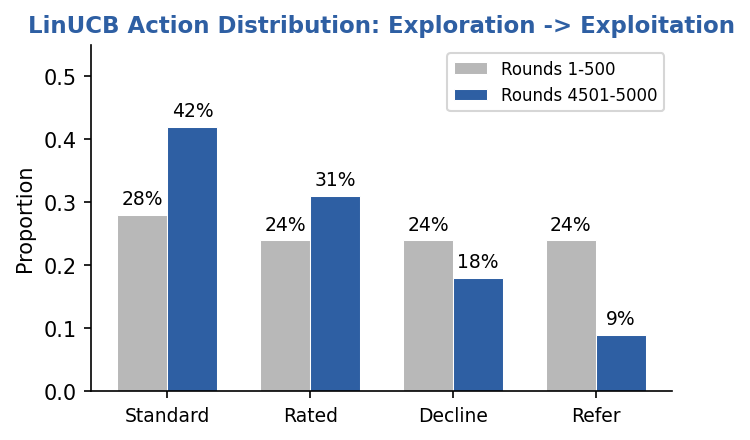 LinUCB Action Distribution: Exploration -> Exploitation
Rounds 1-500
Rounds 4501-5000
Proportion
0.5
0.4
0.3
0.2
0.1
0.0
28%
42%
24%
31%
24%
18%
24%
9%
Standard
Rated
Decline
Refer